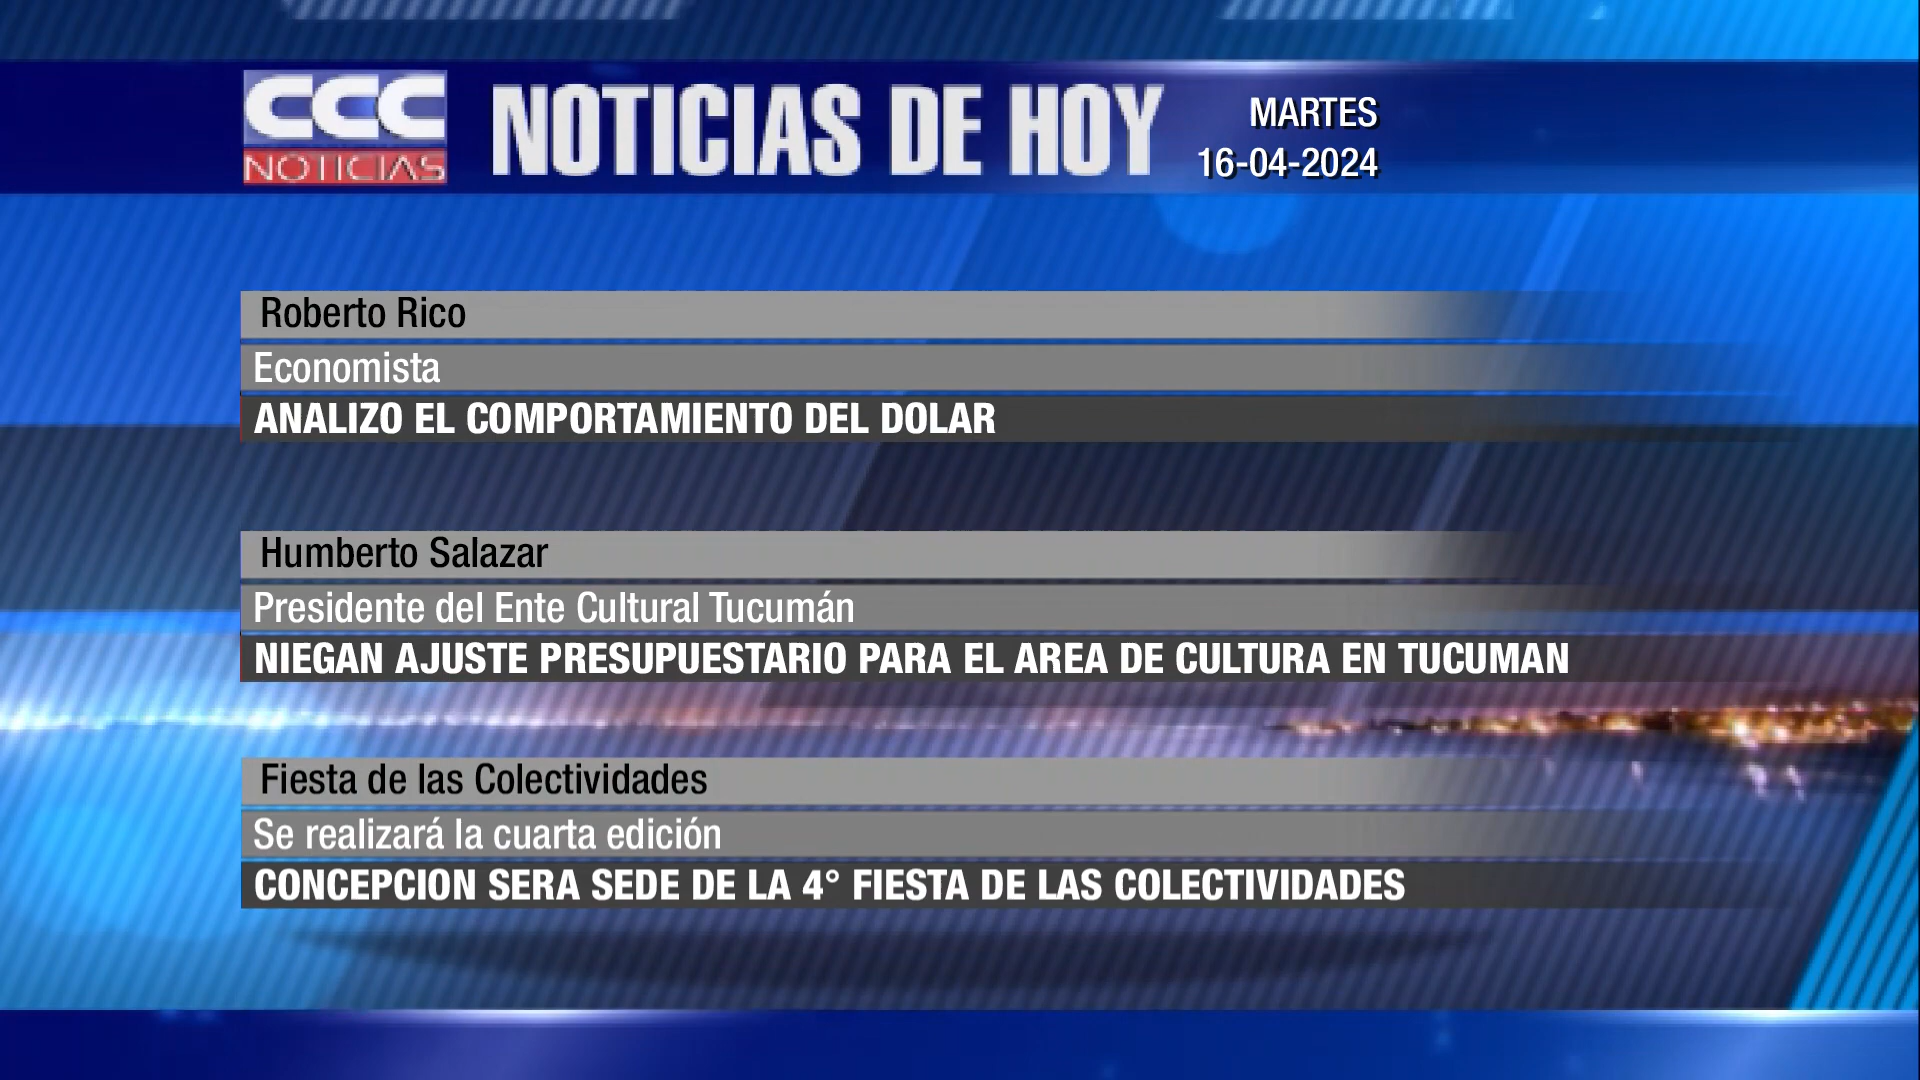 CCC
NOTICIAS
NOTICIAS DE HOY
MARTES
16-04-2024
Roberto Rico
Economista
ANALIZO EL COMPORTAMIENTO DEL DOLAR
Humberto Salazar
Presidente del Ente Cultural Tucumán
NIEGAN AJUSTE PRESUPUESTARIO PARA EL AREA DE CULTURA EN TUCUMAN
Fiesta de las Colectividades
Se realizará la cuarta edición
CONCEPCION SERA SEDE DE LA 4° FIESTA DE LAS COLECTIVIDADES